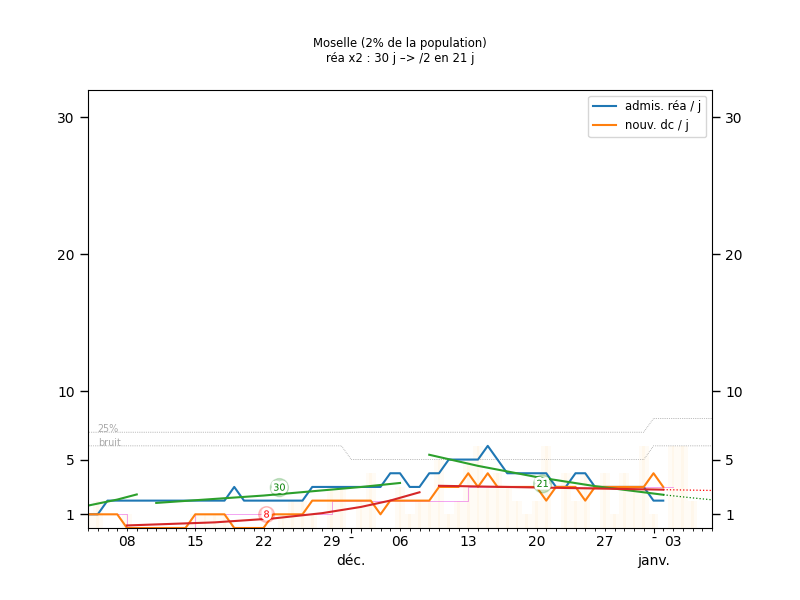 Moselle (2% de la population)
réa x2 : 30 j –> /2 en 21 j
admis. réa / j
nouv. dc / j
30 30
20 20
10 10
25%
bruit
5 5
30
21
8
1 1
08 15 22 29 - 06 13 20 27 - 03
déc. janv.